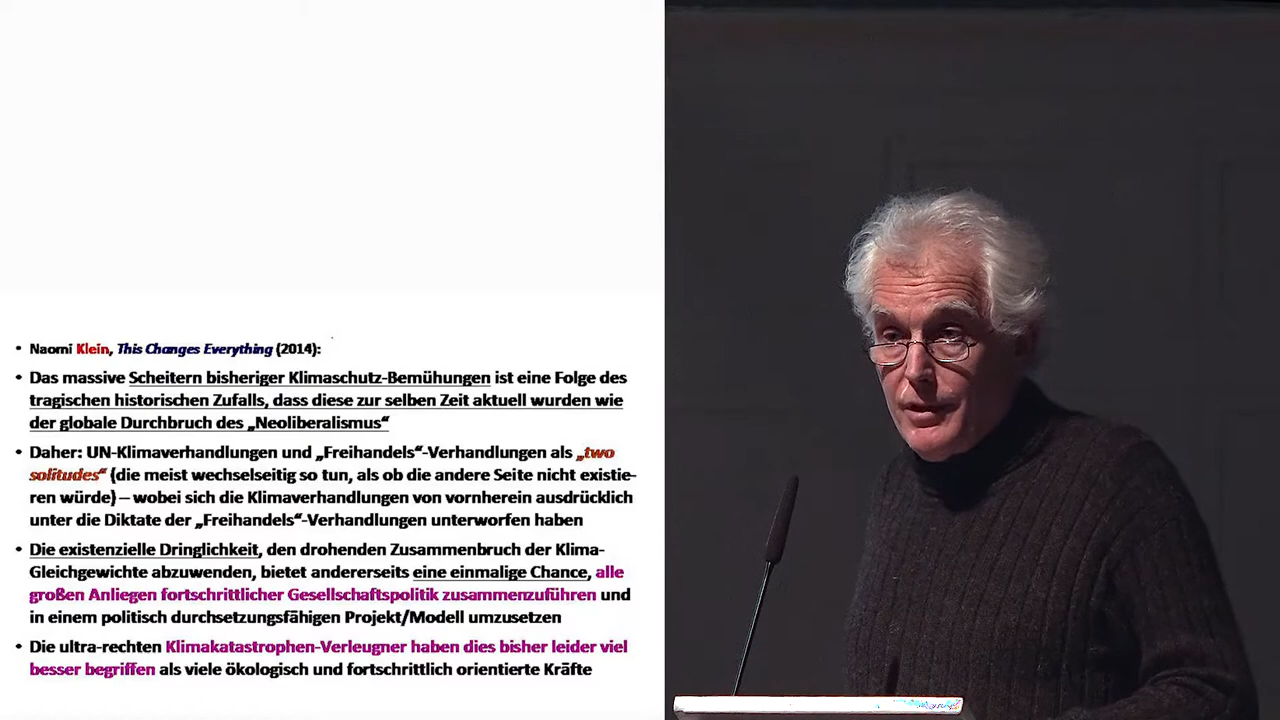 • Naomi Klein, This Changes Everything (2014):
• Das massive Scheitern bisheriger Klimaschutz-Bemühungen ist eine Folge des
tragischen historischen Zufalls, dass diese zur selben Zeit aktuell wurden wie
der globale Durchbruch des „Neoliberalismus“
• Daher: UN-Klimaverhandlungen und „Freihandels“-Verhandlungen als „two
solitudes“ (die meist wechselseitig so tun, als ob die andere Seite nicht existie-
ren würde) – wobei sich die Klimaverhandlungen von vornherein ausdrücklich
unter die Diktate der „Freihandels“-Verhandlungen unterworfen haben
• Die existenzielle Dringlichkeit, den drohenden Zusammenbruch der Klima-
Gleichgewichte abzuwenden, bietet andererseits eine einmalige Chance, alle
großen Anliegen fortschrittlicher Gesellschaftspolitik zusammenzuführen und
in einem politisch durchsetzungsfähigen Projekt/Modell umzusetzen
• Die ultra-rechten Klimakatastrophen-Verleugner haben dies bisher leider viel
besser begriffen als viele ökologisch und fortschrittlich orientierte Kräfte